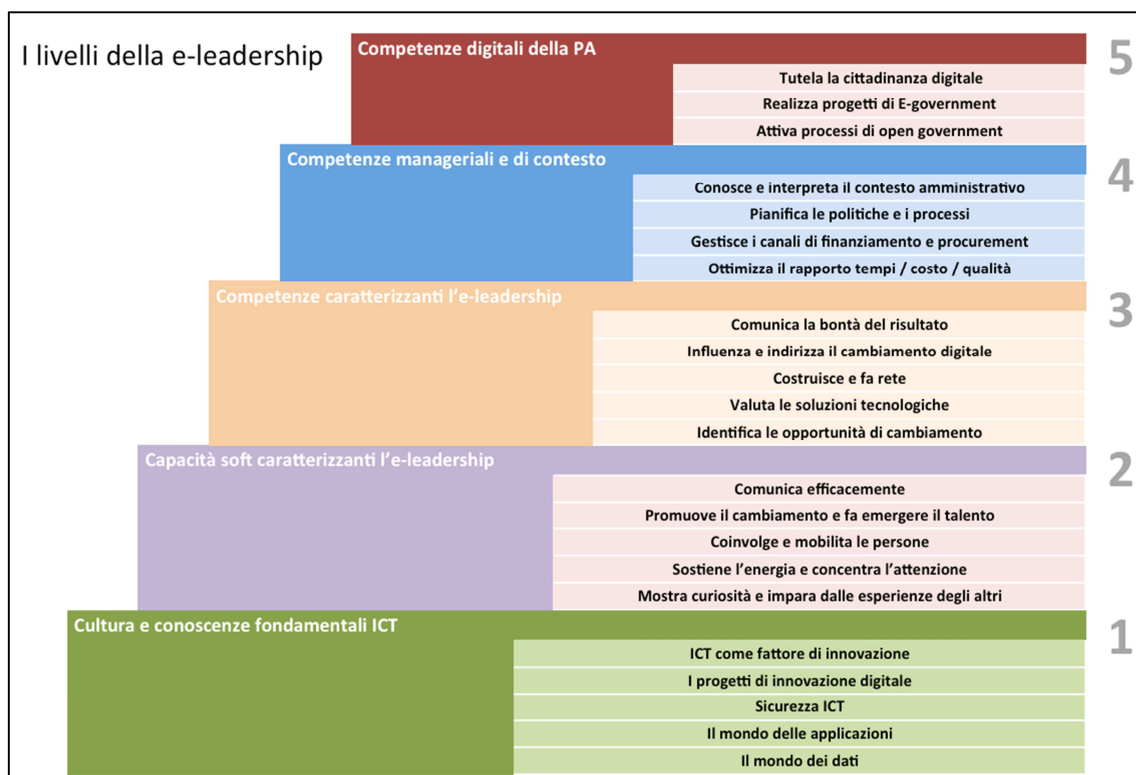 I livelli della e-leadership
Competenze digitali della PA
5
Tutela la cittadinanza digitale
Realizza progetti di E-government
Attiva processi di open government
Competenze manageriali e di contesto
4
Conosce e interpreta il contesto amministrativo
Pianifica le politiche e i processi
Gestisce i canali di finanziamento e procurement
Ottimizza il rapporto tempi / costo / qualità
Competenze caratterizzanti l'e-leadership
3
Comunica la bontà del risultato
Influenza e indirizza il cambiamento digitale
Costruisce e fa rete
Valuta le soluzioni tecnologiche
Identifica le opportunità di cambiamento
Capacità soft caratterizzanti l'e-leadership
2
Comunica efficacemente
Promuove il cambiamento e fa emergere il talento
Coinvolge e mobilita le persone
Sostiene l'energia e concentra l'attenzione
Mostra curiosità e impara dalle esperienze degli altri
Cultura e conoscenze fondamentali ICT
1
ICT come fattore di innovazione
I progetti di innovazione digitale
Sicurezza ICT
Il mondo delle applicazioni
Il mondo dei dati